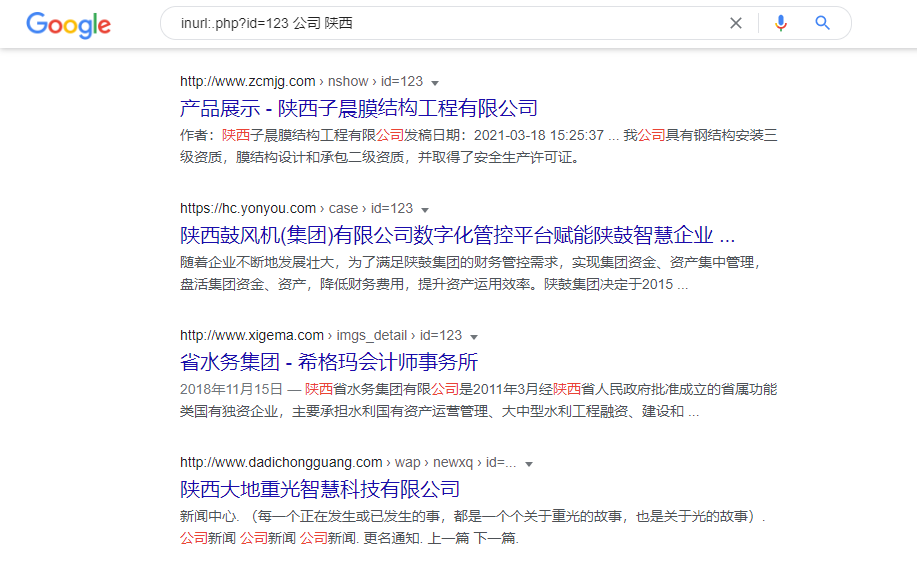 Google
inurl:.php?id=123 公司 陕西
http://www.zcmjg.com › nshow › id=123
产品展示 - 陕西子晨膜结构工程有限公司
作者：陕西子晨膜结构工程有限公司发稿日期：2021-03-18 15:25:37 ... 我公司具有钢结构安装三
级资质，膜结构设计和承包二级资质，并取得了安全生产许可证。
https://hc.yonyou.com › case › id=123
陕西鼓风机(集团)有限公司数字化管控平台赋能陕鼓智慧企业 ...
随着企业不断地发展壮大，为了满足陕鼓集团的财务管控需求，实现集团资金、资产集中管理，
盘活集团资金、资产，降低财务费用，提升资产运用效率。陕鼓集团决定于2015 ...
http://www.xigema.com › imgs_detail › id=123
省水务集团 - 希格玛会计师事务所
2018年11月15日 — 陕西省水务集团有限公司是2011年3月经陕西省人民政府批准成立的省属功能
类国有独资企业，主要承担水利国有资产运营管理、大中型水利工程融资、建设和 ...
http://www.dadichongguang.com › wap › newxq › id=...
陕西大地重光智慧科技有限公司
新闻中心. （每一个正在发生或已发生的事，都是一个个关于重光的故事，也是关于光的故事）.
公司新闻 公司新闻 公司新闻. 更名通知. 上一篇 下一篇.